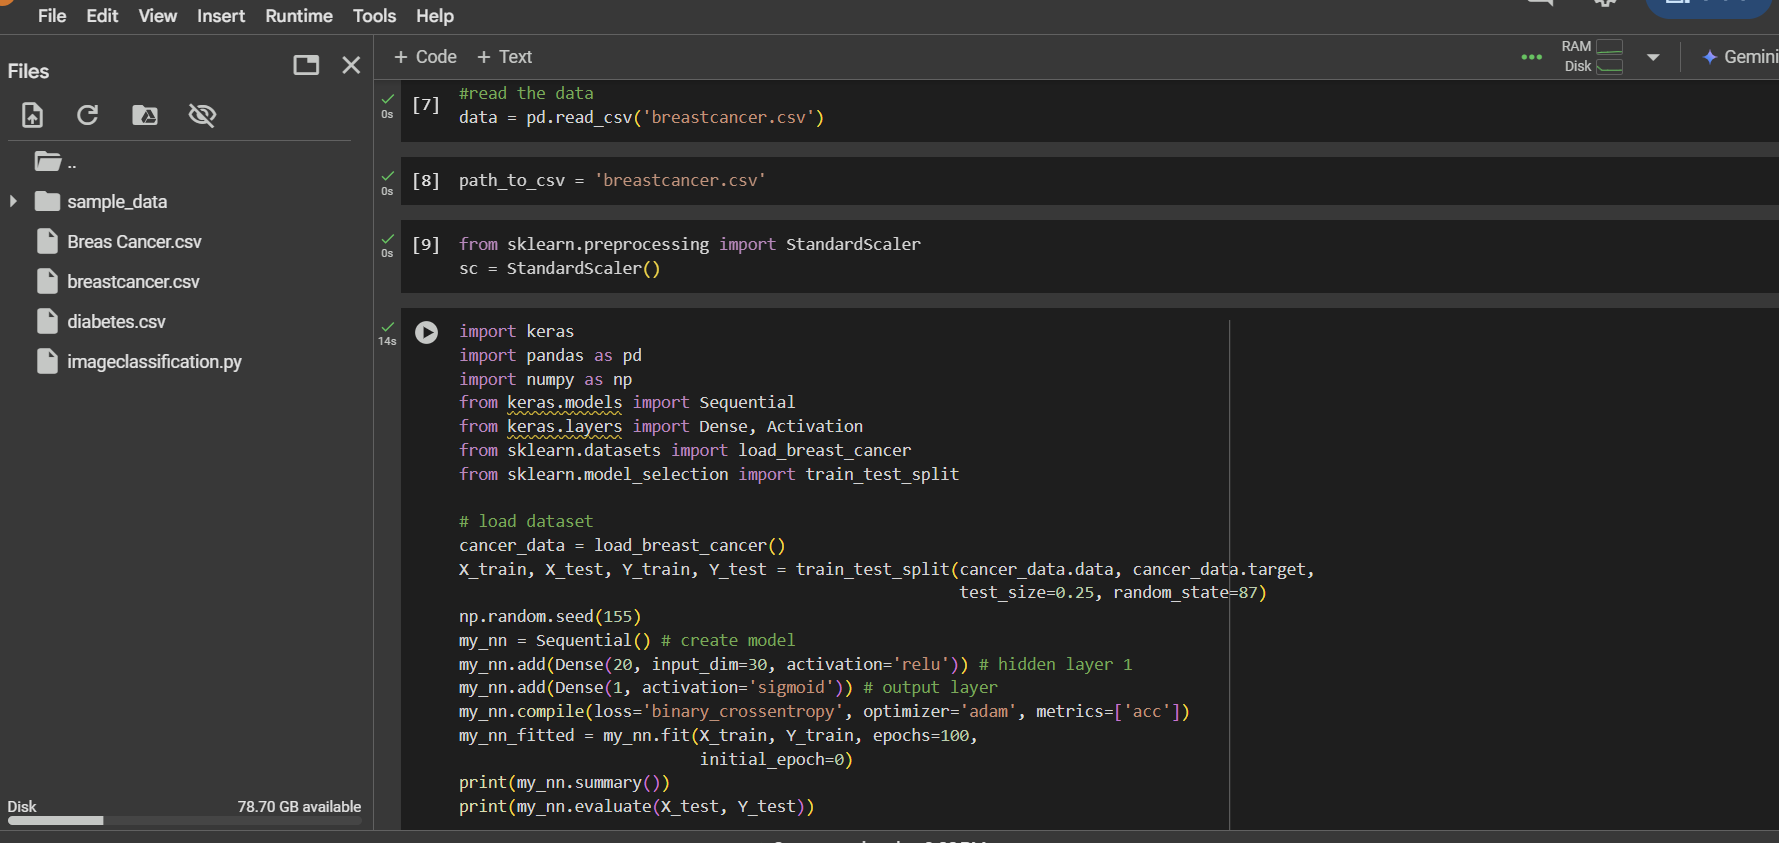 File Edit View Insert Runtime Tools Help
Files
+ Code + Text
RAM
Disk
Gemini
..
sample_data
Breas Cancer.csv
breastcancer.csv
diabetes.csv
imageclassification.py
Disk 78.70 GB available
0s
[7] #read the data
data = pd.read_csv('breastcancer.csv')
0s
[8] path_to_csv = 'breastcancer.csv'
0s
[9] from sklearn.preprocessing import StandardScaler
sc = StandardScaler()
14s
import keras
import pandas as pd
import numpy as np
from keras.models import Sequential
from keras.layers import Dense, Activation
from sklearn.datasets import load_breast_cancer
from sklearn.model_selection import train_test_split
# load dataset
cancer_data = load_breast_cancer()
X_train, X_test, Y_train, Y_test = train_test_split(cancer_data.data, cancer_data.target,
test_size=0.25, random_state=87)
np.random.seed(155)
my_nn = Sequential() # create model
my_nn.add(Dense(20, input_dim=30, activation='relu')) # hidden layer 1
my_nn.add(Dense(1, activation='sigmoid')) # output layer
my_nn.compile(loss='binary_crossentropy', optimizer='adam', metrics=['acc'])
my_nn_fitted = my_nn.fit(X_train, Y_train, epochs=100,
initial_epoch=0)
print(my_nn.summary())
print(my_nn.evaluate(X_test, Y_test))